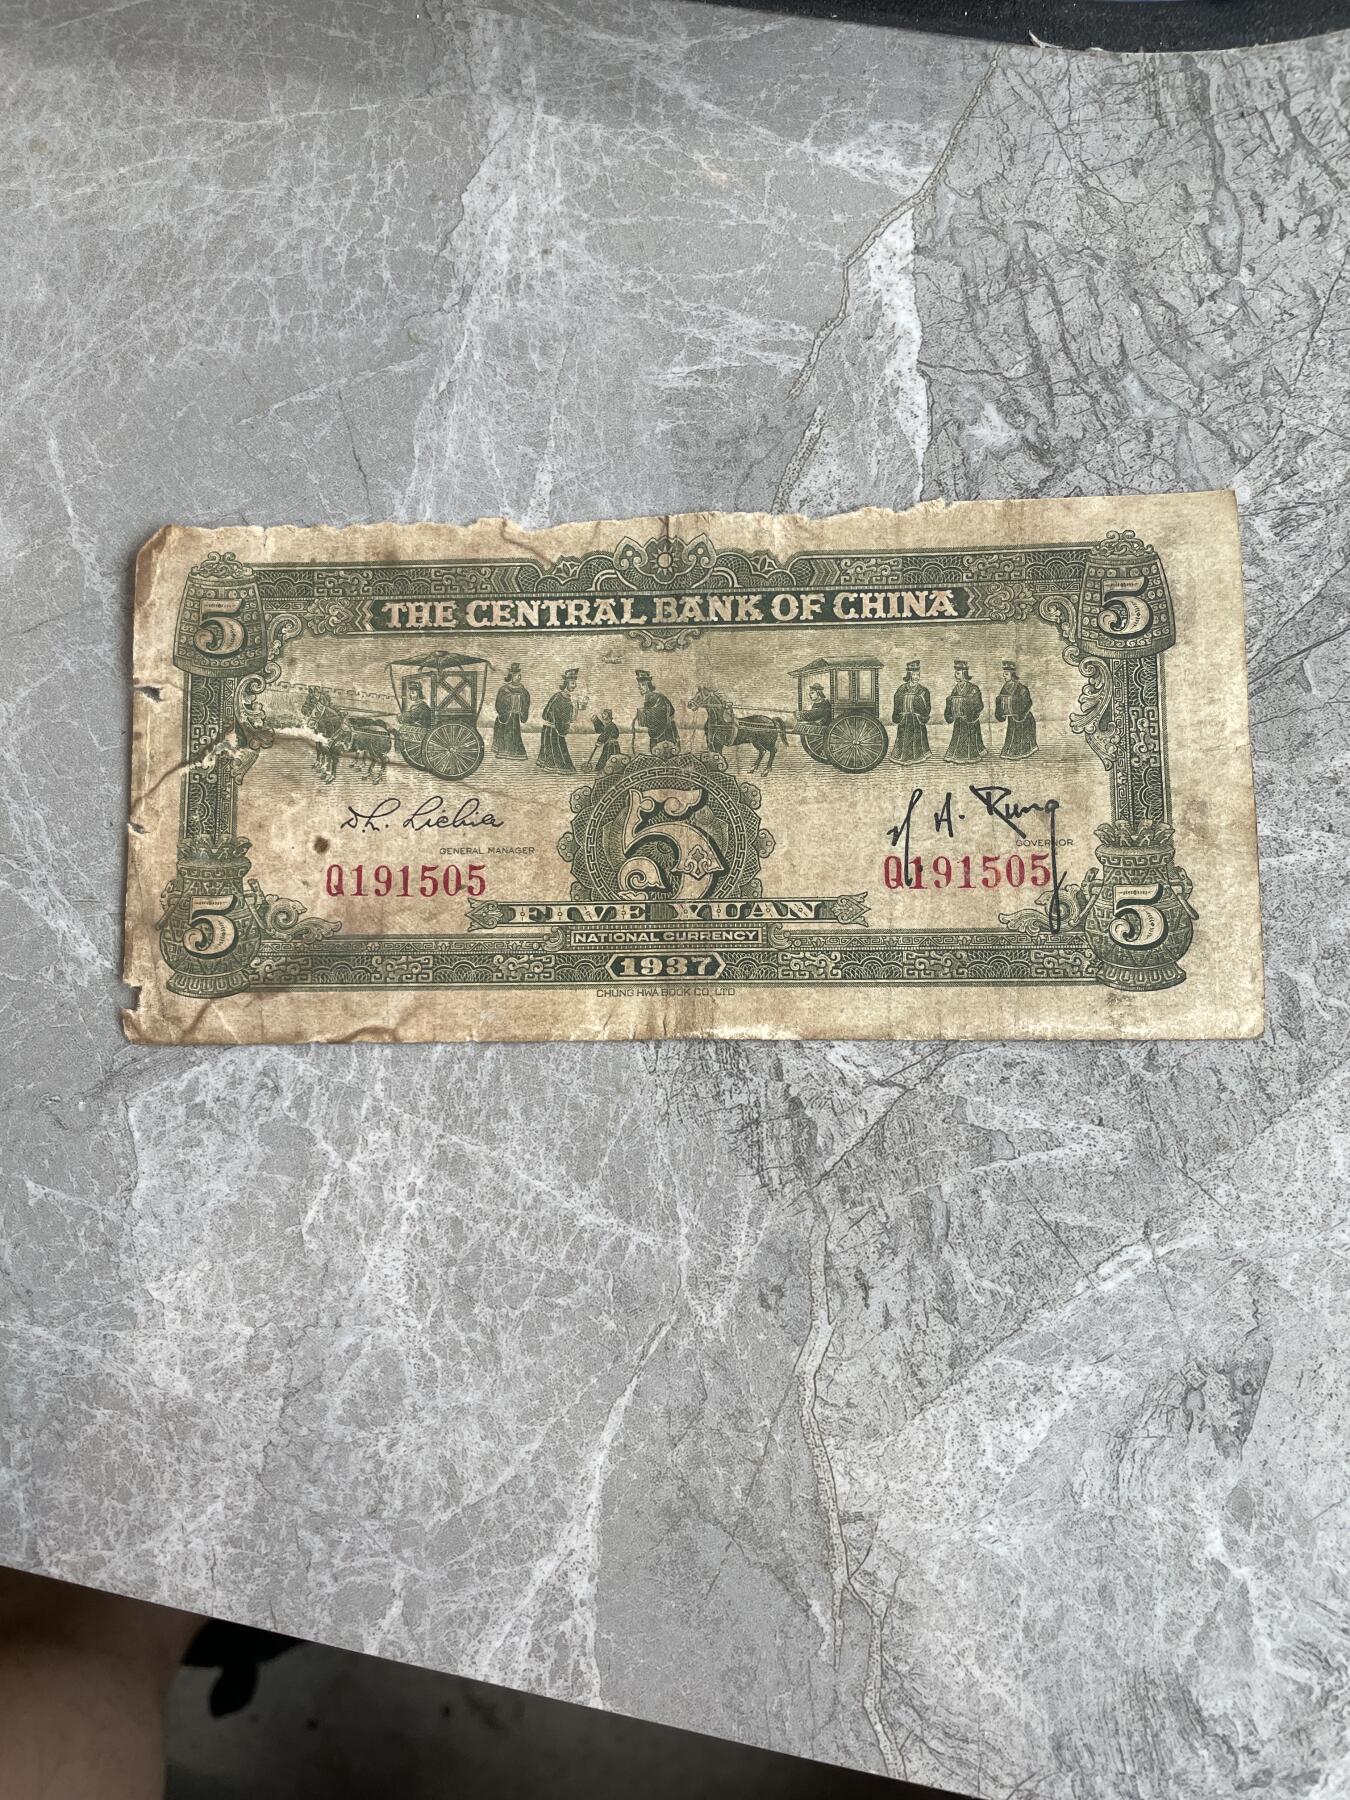 5 5
THE CENTRAL BANK OF CHINA
GENERAL MANAGER
GOVERNOR
Q191505 5 Q191505
5 FIVE YUAN 5
NATIONAL CURRENCY
1937
CHUNG HWA BOOK CO. LTD